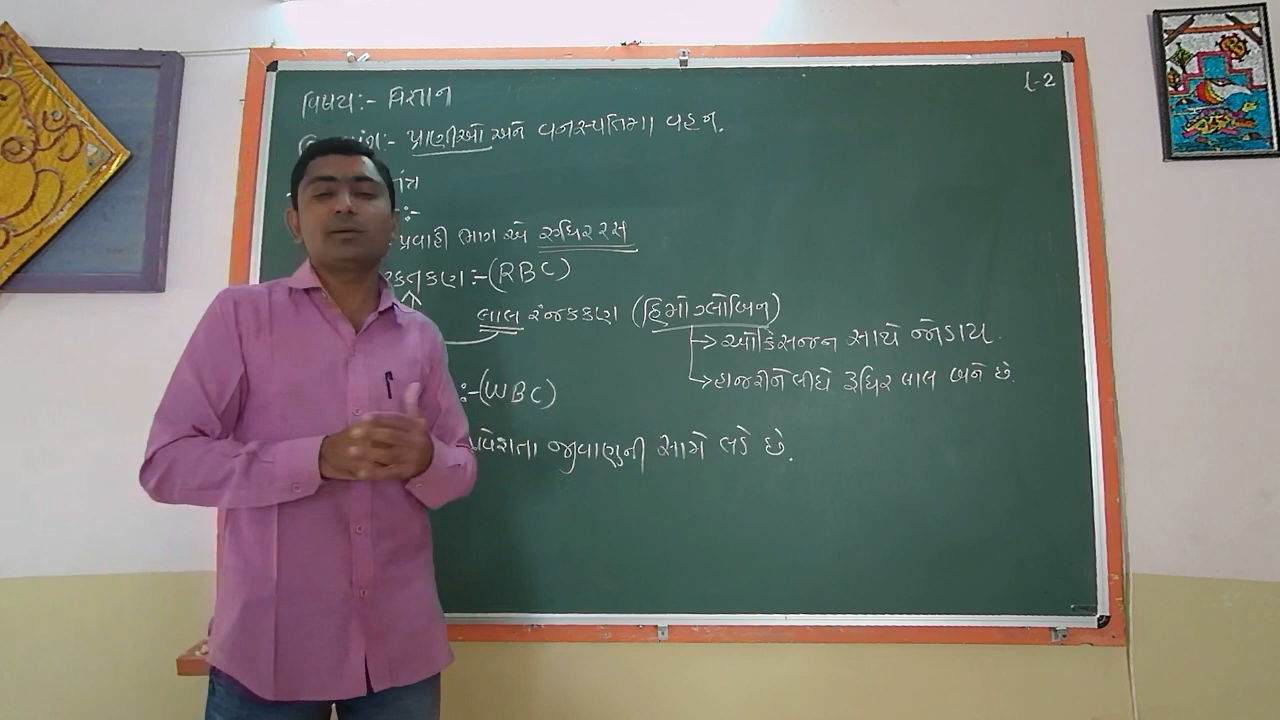 વિષય:- વિજ્ઞાન
L-2
પ્રાણીઓ અને વનસ્પતિમાં વહન.
પ્રવાહી ભાગ એ રુધિરરસ
રક્તકણ:-(RBC)
લાલ રંજકકણ (હિમોગ્લોબિન)
→ ઓક્સિજન સાથે જોડાય.
→ હાજરીને લીધે રુધિર લાલ બને છે.
:-(WBC)
પ્રવેશતા જીવાણુની સામે લડે છે.